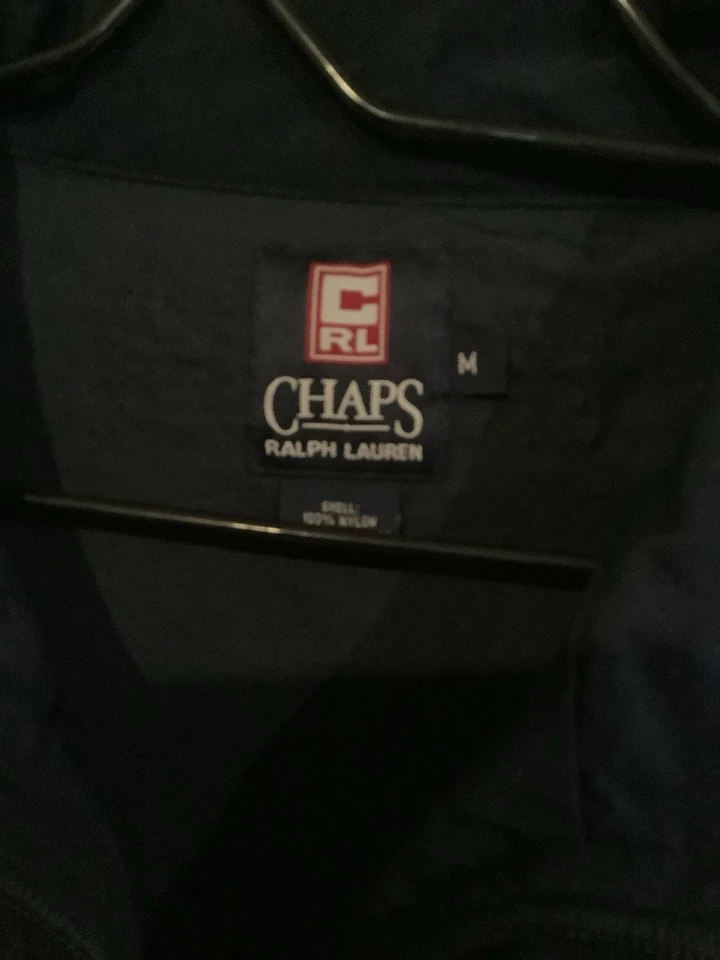 C
RL
M
CHAPS
RALPH LAUREN
SHELL:
100% NYLON